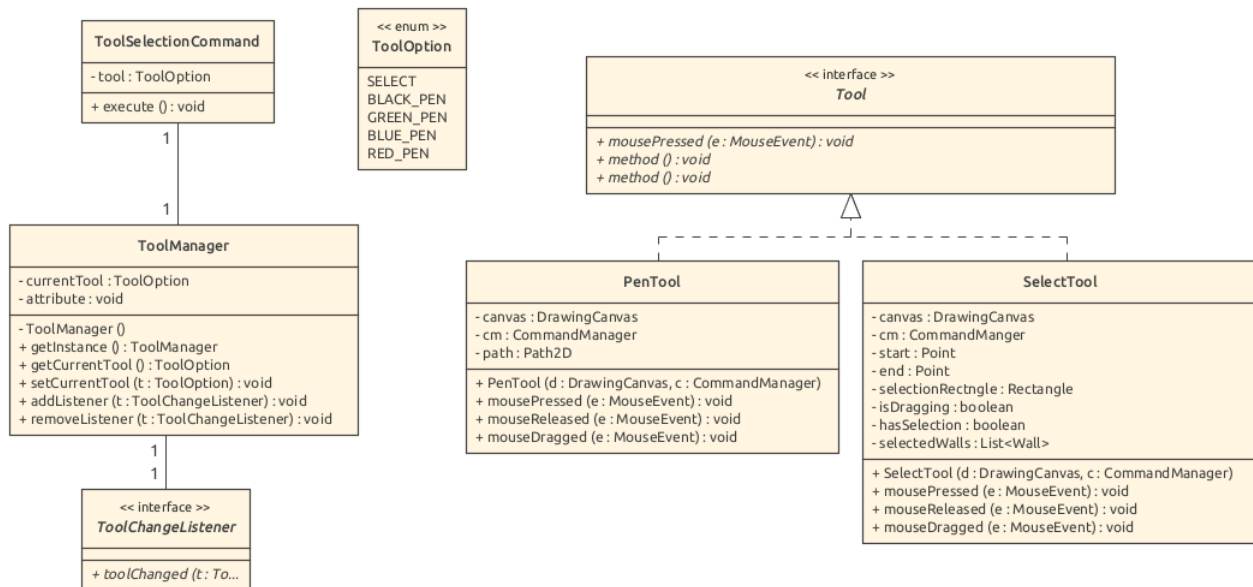 ToolSelectionCommand
- tool : ToolOption
+ execute () : void
1
1
<< enum >>
ToolOption
SELECT
BLACK_PEN
GREEN_PEN
BLUE_PEN
RED_PEN
<< interface >>
Tool
+ mousePressed (e : MouseEvent) : void
+ method () : void
+ method () : void
ToolManager
- currentTool : ToolOption
- attribute : void
- ToolManager ()
+ getInstance () : ToolManager
+ getCurrentTool () : ToolOption
+ setCurrentTool (t : ToolOption) : void
+ addListener (t : ToolChangeListener) : void
+ removeListener (t : ToolChangeListener) : void
1
1
<< interface >>
ToolChangeListener
+ toolChanged (t : To...
PenTool
- canvas : DrawingCanvas
- cm : CommandManager
- path : Path2D
+ PenTool (d : DrawingCanvas, c : CommandManager)
+ mousePressed (e : MouseEvent) : void
+ mouseReleased (e : MouseEvent) : void
+ mouseDragged (e : MouseEvent) : void
SelectTool
- canvas : DrawingCanvas
- cm : CommandManger
- start : Point
- end : Point
- selectionRectngle : Rectangle
- isDragging : boolean
- hasSelection : boolean
- selectedWalls : List<Wall>
+ SelectTool (d : DrawingCanvas, c : CommandManager)
+ mousePressed (e : MouseEvent) : void
+ mouseReleased (e : MouseEvent) : void
+ mouseDragged (e : MouseEvent) : void